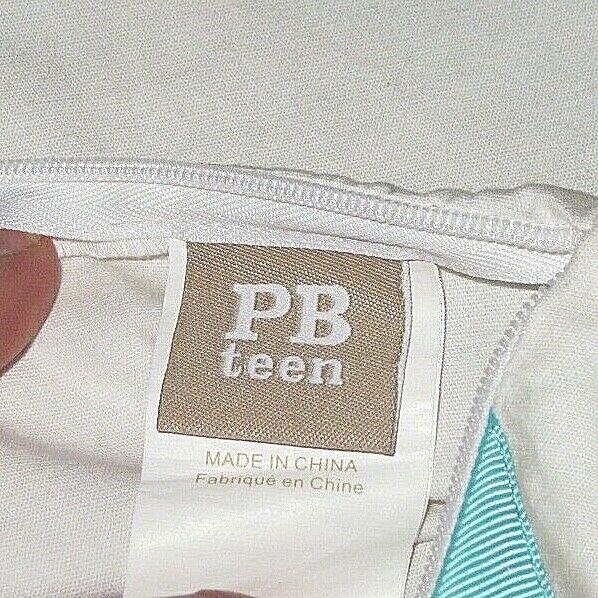 PB
teen
MADE IN CHINA
Fabriqué en Chine